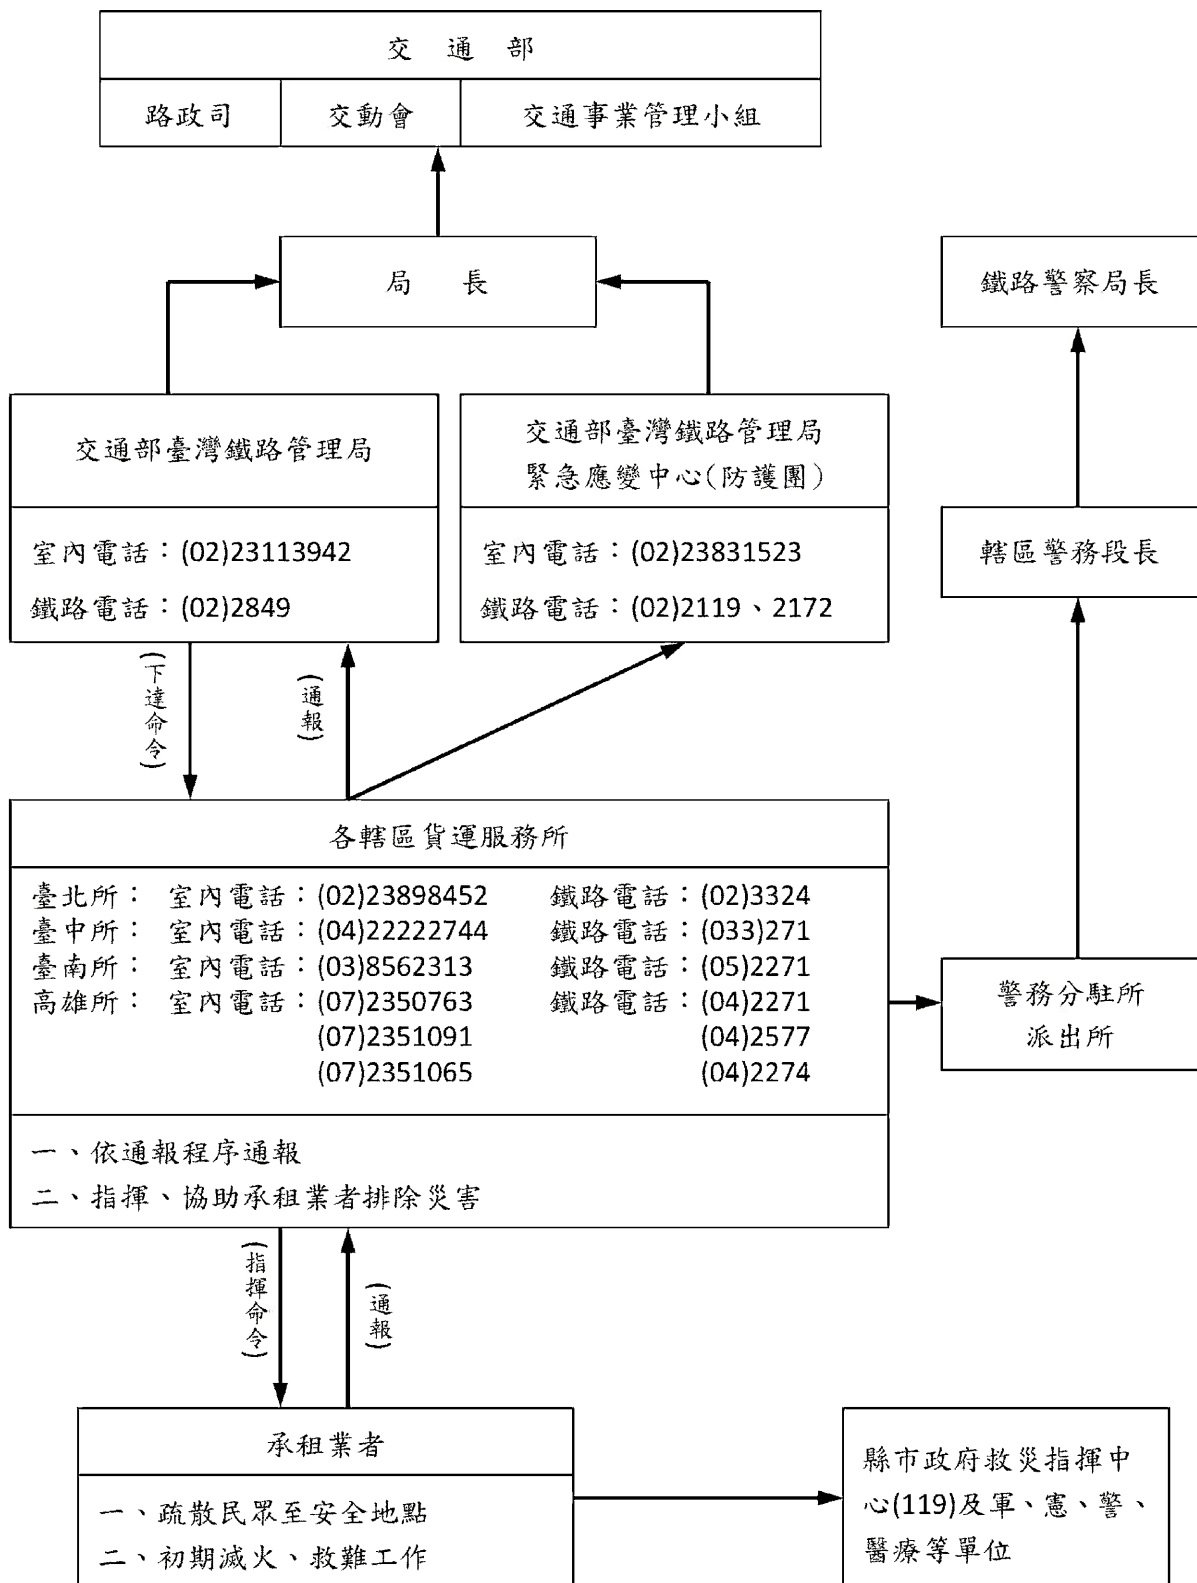 交通部
路政司 交動會 交通事業管理小組
局長
鐵路警察局長
交通部臺灣鐵路管理局
室內電話：(02)23113942
鐵路電話：(02)2849
交通部臺灣鐵路管理局
緊急應變中心(防護團)
室內電話：(02)23831523
鐵路電話：(02)2119、2172
轄區警務段長
(下達命令)
(通報)
各轄區貨運服務所
臺北所： 室內電話：(02)23898452 鐵路電話：(02)3324
臺中所： 室內電話：(04)22222744 鐵路電話：(033)271
臺南所： 室內電話：(03)8562313 鐵路電話：(05)2271
高雄所： 室內電話：(07)2350763 鐵路電話：(04)2271
(07)2351091 (04)2577
(07)2351065 (04)2274
一、依通報程序通報
二、指揮、協助承租業者排除災害
警務分駐所
派出所
(指揮命令)
(通報)
承租業者
一、疏散民眾至安全地點
二、初期滅火、救難工作
縣市政府救災指揮中
心(119)及軍、憲、警、
醫療等單位